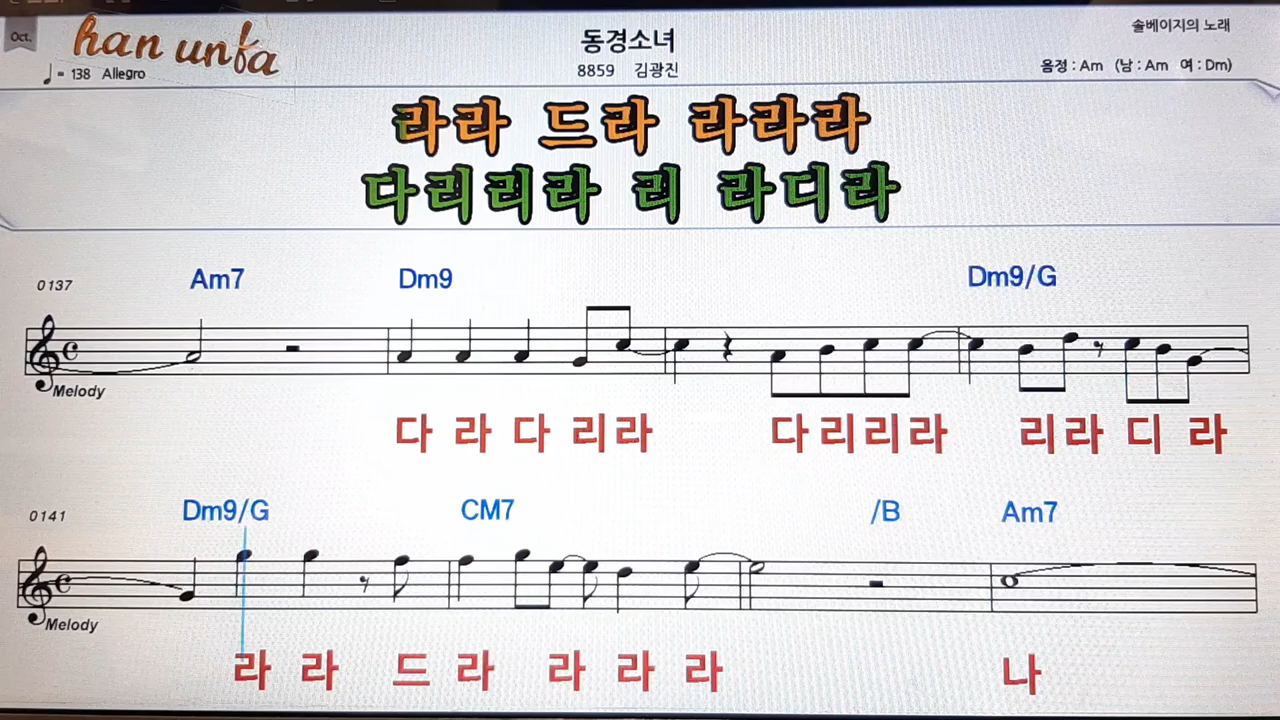 Oct.
han unfa
♩ = 138 Allegro
동경소녀
8859 김광진
솔베이지의 노래
음정 : Am (남 : Am 여 : Dm)
라라 드라 라라라
다리리라 리 라디라
0137 Am7 Dm9 Dm9/G
Melody
다 라 다 리라 다리리라 리라 디 라
0141 Dm9/G CM7 /B Am7
Melody
라 라 드 라 라 라 라 나